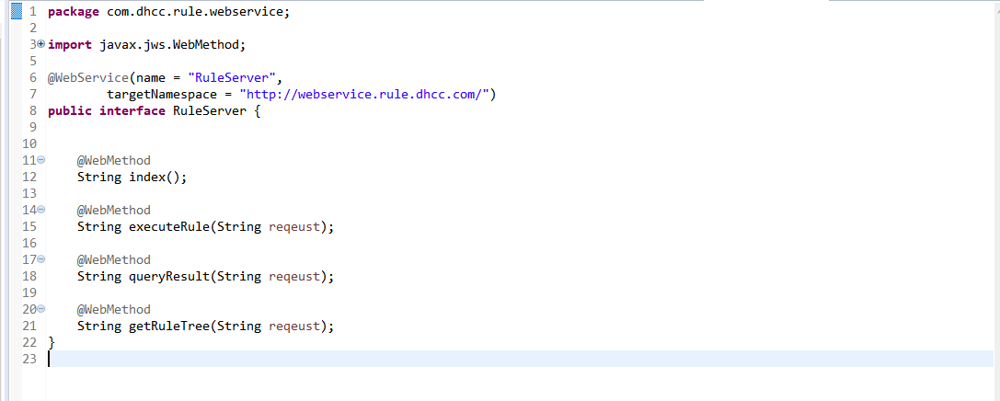 1 package com.dhcc.rule.webservice;
2
3 import javax.jws.WebMethod;
5
6 @WebService(name = "RuleServer",
7 targetNamespace = "http://webservice.rule.dhcc.com/")
8 public interface RuleServer {
9
10
11 @WebMethod
12 String index();
13
14 @WebMethod
15 String executeRule(String reqeust);
16
17 @WebMethod
18 String queryResult(String reqeust);
19
20 @WebMethod
21 String getRuleTree(String reqeust);
22 }
23